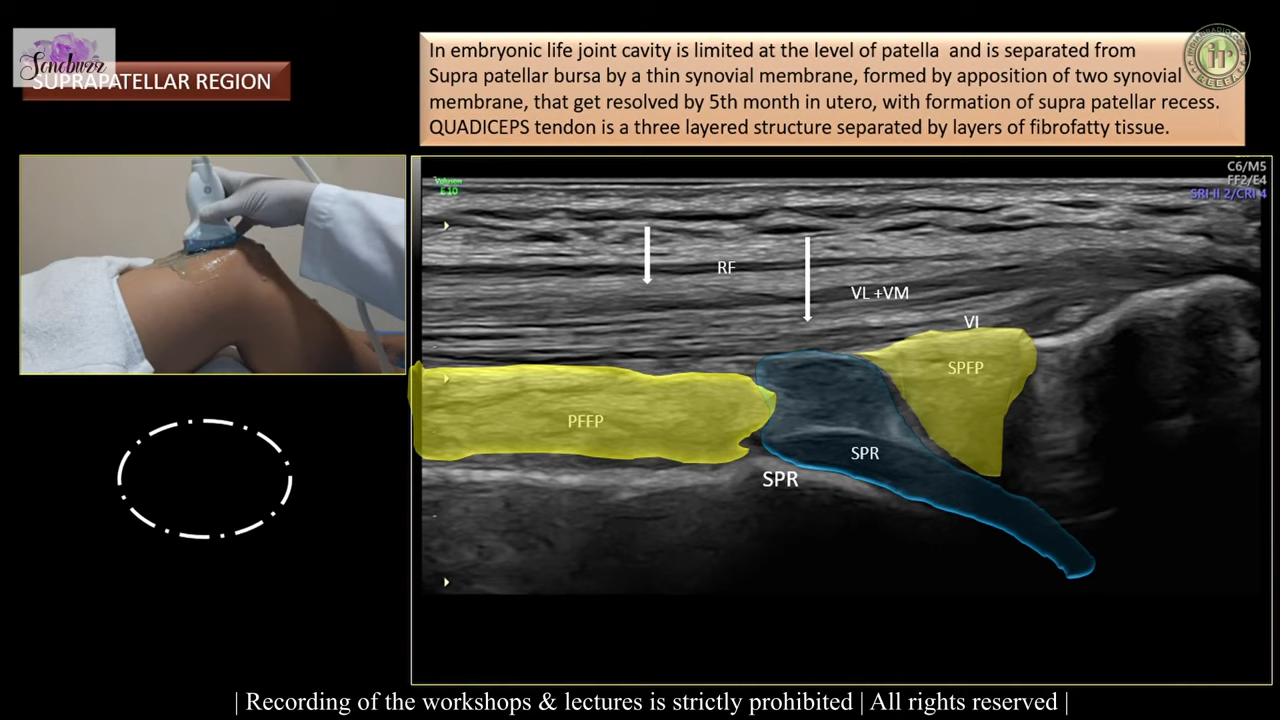 Sonobuzz
SUPRAPATELLAR REGION
In embryonic life joint cavity is limited at the level of patella and is separated from
Supra patellar bursa by a thin synovial membrane, formed by apposition of two synovial
membrane, that get resolved by 5th month in utero, with formation of supra patellar recess.
QUADICEPS tendon is a three layered structure separated by layers of fibrofatty tissue.
C6/M5
FF2/E4
SRI II 2/CRI 4
Voluson
E10
RF
VL +VM
VI
SPFP
PFFP
SPR
SPR
| Recording of the workshops & lectures is strictly prohibited | All rights reserved |